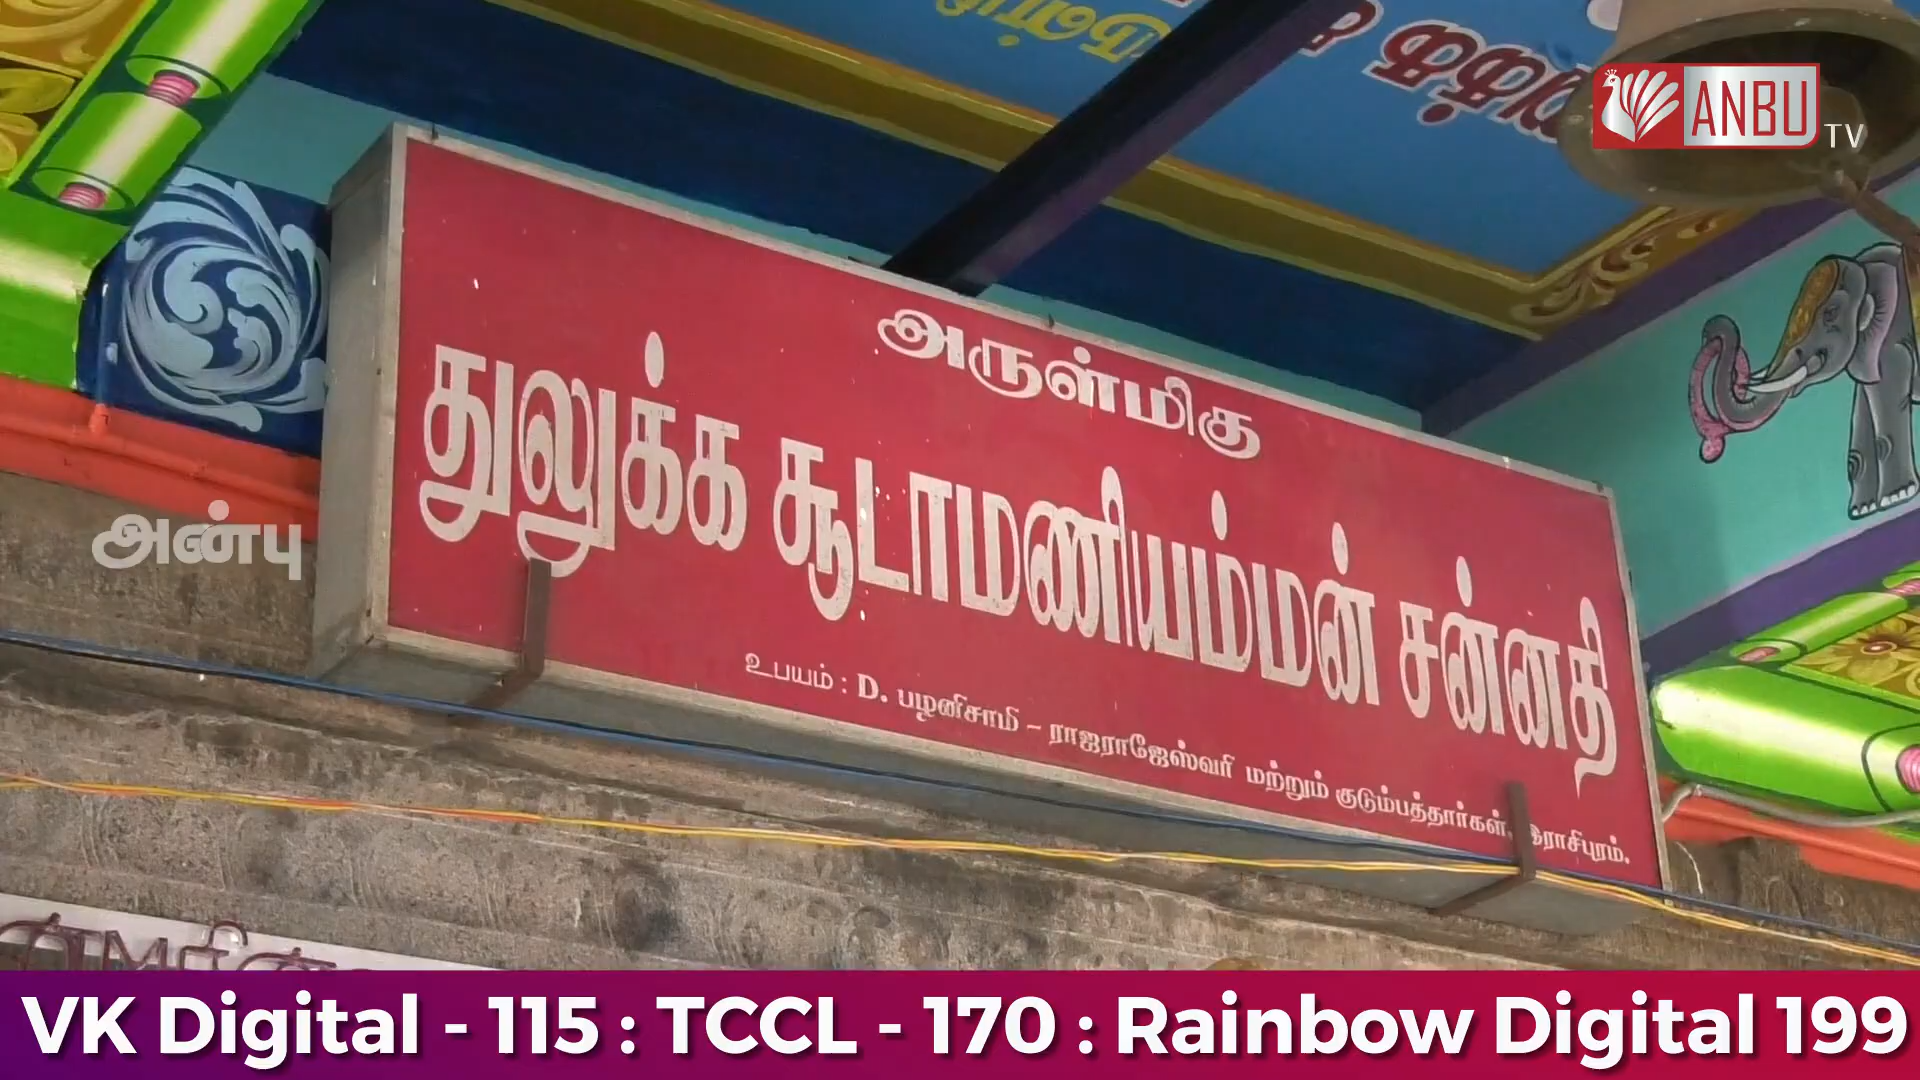 ANBU TV
அருள்மிகு
துலுக்க சூடாமணியம்மன் சன்னதி
உபயம் : D. பழனிசாமி – ராஜராஜேஸ்வரி மற்றும் குடும்பத்தார்கள், இராசிபுரம்.
அன்பு
VK Digital - 115 : TCCL - 170 : Rainbow Digital 199